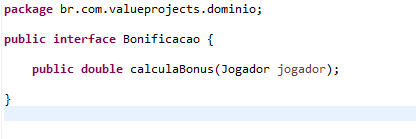 package br.com.valueprojects.dominio;
public interface Bonificacao {
public double calculaBonus(Jogador jogador);
}